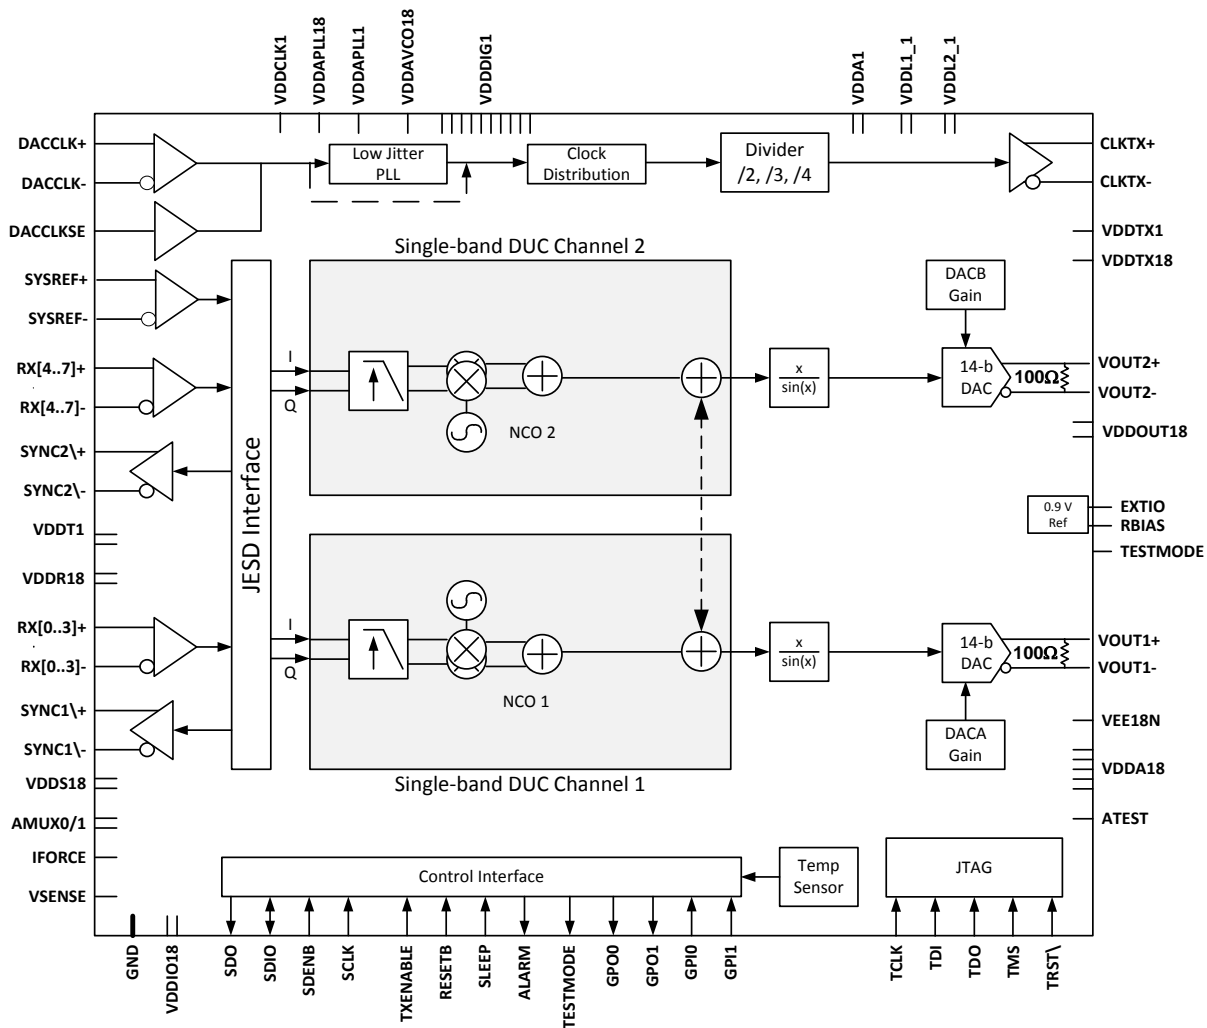 VDDCLK1
VDDAPLL18
VDDAPLL1
VDDAVCO18
VDDDIG1
VDDA1
VDDL1_1
VDDL2_1
DACCLK+
DACCLK-
DACCLKSE
SYSREF+
SYSREF-
RX[4..7]+
RX[4..7]-
SYNC2\+
SYNC2\-
VDDT1
VDDR18
RX[0..3]+
RX[0..3]-
SYNC1\+
SYNC1\-
VDDS18
AMUX0/1
IFORCE
VSENSE
Low Jitter
PLL
Clock
Distribution
Divider
/2, /3, /4
JESD Interface
Single-band DUC Channel 2
I
Q
NCO 2
x
sin(x)
DACB
Gain
14-b
DAC
100Ω
I
Q
NCO 1
Single-band DUC Channel 1
x
sin(x)
14-b
DAC
100Ω
DACA
Gain
0.9 V
Ref
Control Interface
Temp
Sensor
JTAG
CLKTX+
CLKTX-
VDDTX1
VDDTX18
VOUT2+
VOUT2-
VDDOUT18
EXTIO
RBIAS
TESTMODE
VOUT1+
VOUT1-
VEE18N
VDDA18
ATEST
GND
VDDIO18
SDO
SDIO
SDENB
SCLK
TXENABLE
RESETB
SLEEP
ALARM
TESTMODE
GPO0
GPO1
GPI0
GPI1
TCLK
TDI
TDO
TMS
TRST\